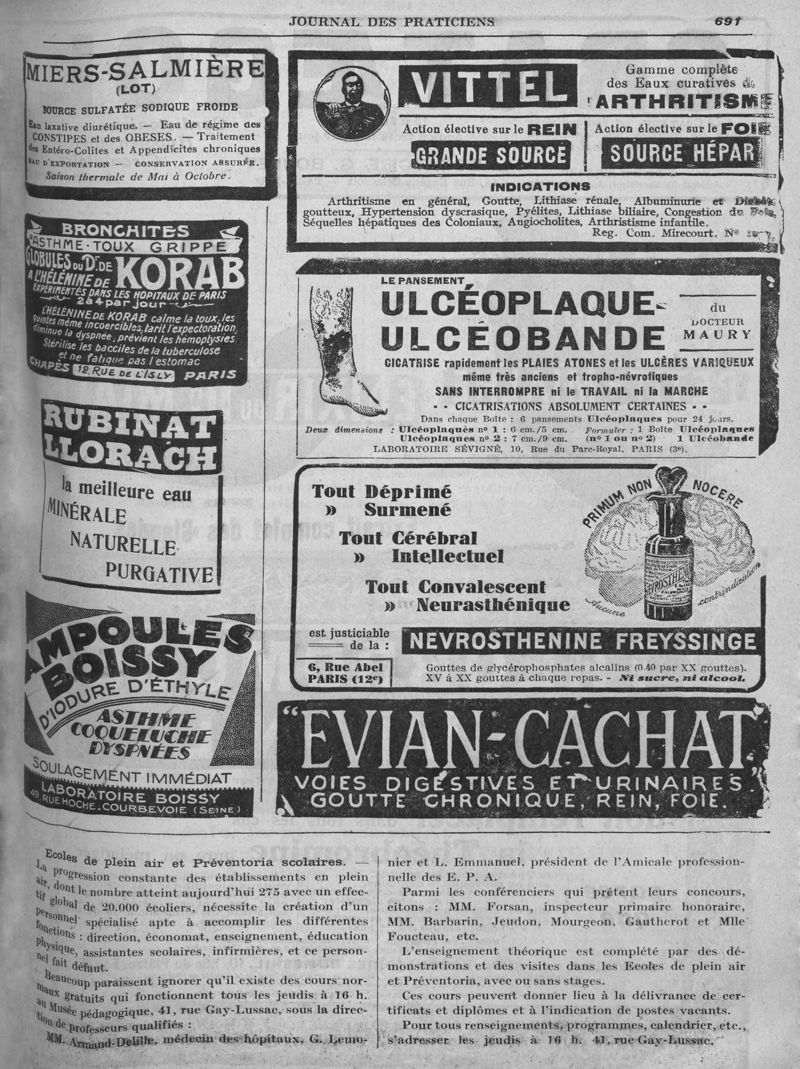 JOURNAL DES PRATICIENS
691
MIERS-SALMIÈRE
(LOT)
SOURCE SULFATÉE SODIQUE FROIDE
Eau laxative diurétique. — Eau de régime des
CONSTIPES et des OBESES. — Traitement
des Entéro-Colites et Appendicites chroniques
EAU D'EXPORTATION — CONSERVATION ASSURÉE.
Saison thermale de Mai à Octobre.
VITTEL
Gamme complète
des Eaux curatives de
l'ARTHRITISME
Action élective sur le REIN
GRANDE SOURCE
Action élective sur le FOIE
SOURCE HÉPAR
INDICATIONS
Arthritisme en général, Goutte, Lithiase rénale, Albuminurie et
goutteux, Hypertension dyscrasique, Pyélites, Lithiase biliaire, Congestion du Foie,
Séquelles hépatiques des Coloniaux, Angiocholites, Arthristisme infantile.
Reg. Com. Mirecourt. No
BRONCHITES
ASTHME · TOUX GRIPPE
GLOBULES DU Dr. DE
KORAB
A L'HÉLÉNINE DE
EXPÉRIMENTÉS DANS LES HOPITAUX DE PARIS
2 à 4 par jour
L'HÉLÉNINE DE KORAB calme la toux, les
quintes même incoercibles, tarit l'expectoration,
diminue la dyspnée, prévient les hémoptysies
Stérilise les bacilles de la tuberculose
et ne fatigue pas l'estomac
CHAPÈS 12, RUE DE L'ISLY PARIS
LE PANSEMENT
ULCÉOPLAQUE-
ULCÉOBANDE
du
DOCTEUR
MAURY
CICATRISE rapidement les PLAIES ATONES et les ULCÈRES VARIQUEUX
même très anciens et tropho-névrotiques
SANS INTERROMPRE ni le TRAVAIL ni la MARCHE
- - CICATRISATIONS ABSOLUMENT CERTAINES - -
Dans chaque Boîte : 6 pansements Ulcéoplaques pour 24 jours.
Deux dimensions : Ulcéoplaques no 1 : 6 cm./5 cm. Formuler : 1 Boîte Ulcéoplaques
Ulcéoplaques no 2 : 7 cm./9 cm. (no 1 ou no 2) 1 Ulcéobande
LABORATOIRE SÉVIGNÉ, 10, Rue du Parc-Royal, PARIS (3e).
RUBINAT
LLORACH
la meilleure eau
MINÉRALE
NATURELLE
PURGATIVE
Tout Déprimé
» Surmené
Tout Cérébral
» Intellectuel
Tout Convalescent
» Neurasthénique
PRIMUM NON NOCERE
Aucune contrindication
est justiciable
de la :
NEVROSTHENINE FREYSSINGE
6, Rue Abel
PARIS (12e)
Gouttes de glycérophosphates alcalins (0.40 par XX gouttes).
XV à XX gouttes à chaque repas. - Ni sucre, ni alcool.
AMPOULES
BOISSY
D'IODURE D'ÉTHYLE
ASTHME
COQUELUCHE
DYSPNÉES
SOULAGEMENT IMMÉDIAT
LABORATOIRE BOISSY
49, RUE HOCHE - COURBEVOIE (SEINE)
"EVIAN-CACHAT"
VOIES DIGESTIVES ET URINAIRES
GOUTTE CHRONIQUE, REIN, FOIE.
Ecoles de plein air et Préventoria scolaires. —
La progression constante des établissements en plein
air, dont le nombre atteint aujourd'hui 275 avec un effec-
tif global de 20.000 écoliers, nécessite la création d'un
personnel spécialisé apte à accomplir les différentes
fonctions : direction, économat, enseignement, éducation
physique, assistantes scolaires, infirmières, et ce person-
nel fait défaut.
Beaucoup paraissent ignorer qu'il existe des cours nor-
maux gratuits qui fonctionnent tous les jeudis à 16 h.
au Musée pédagogique, 41, rue Gay-Lussac, sous la direc-
tion de professeurs qualifiés :
MM. Armand-Delille, médecin des hôpitaux, G. Lemo-
nier et L. Emmanuel, président de l'Amicale profession-
nelle des E. P. A.
Parmi les conférenciers qui prêtent leurs concours,
citons : MM. Forsan, inspecteur primaire honoraire,
MM. Barbarin, Jeudon, Mourgeon, Gautherot et Mlle
Foucteau, etc.
L'enseignement théorique est complété par des dé-
monstrations et des visites dans les Ecoles de plein air
et Préventoria, avec ou sans stages.
Ces cours peuvent donner lieu à la délivrance de cer-
tificats et diplômes et à l'indication de postes vacants.
Pour tous renseignements, programmes, calendrier, etc.,
s'adresser les jeudis à 16 h. 41, rue Gay-Lussac.